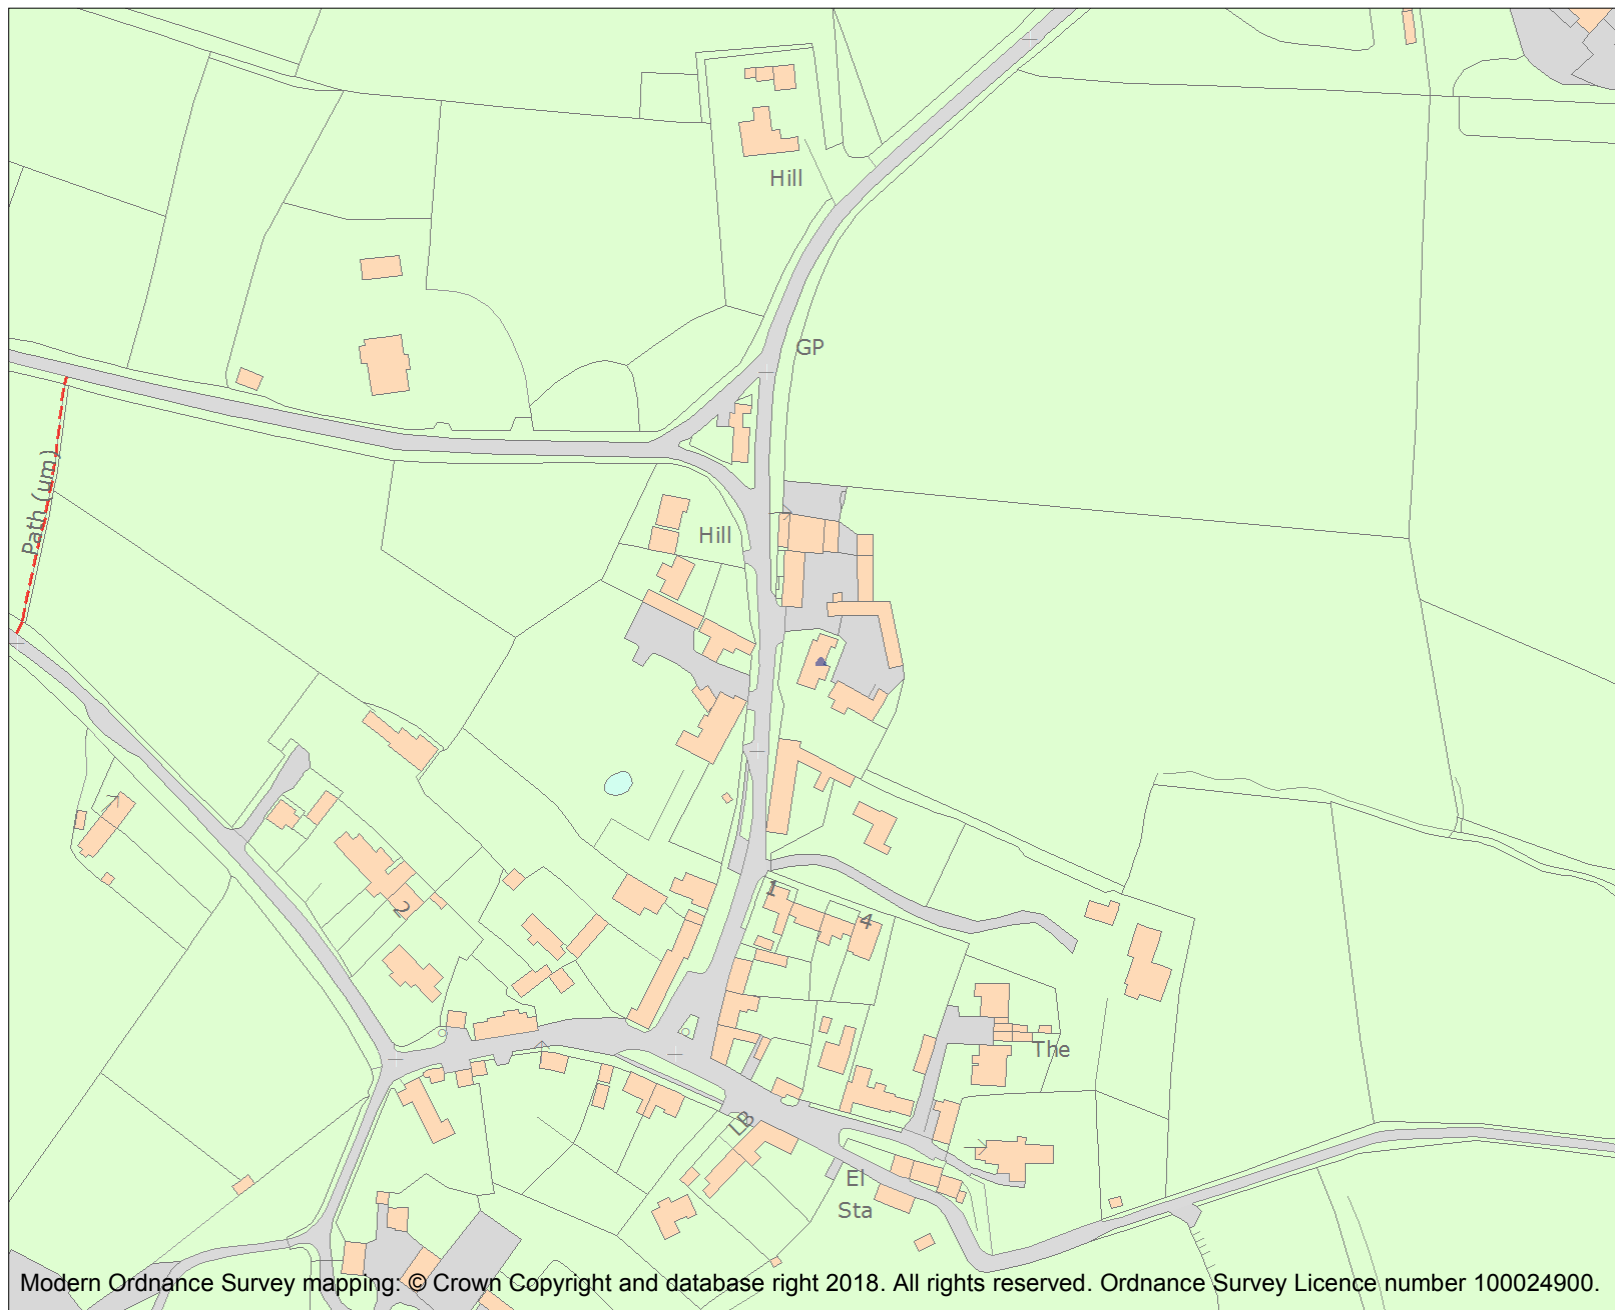 Hill
GP
Path (um)
Hill
1
2
4
The
LB
El
Sta
Modern Ordnance Survey mapping: © Crown Copyright and database right 2018. All rights reserved. Ordnance Survey Licence number 100024900.